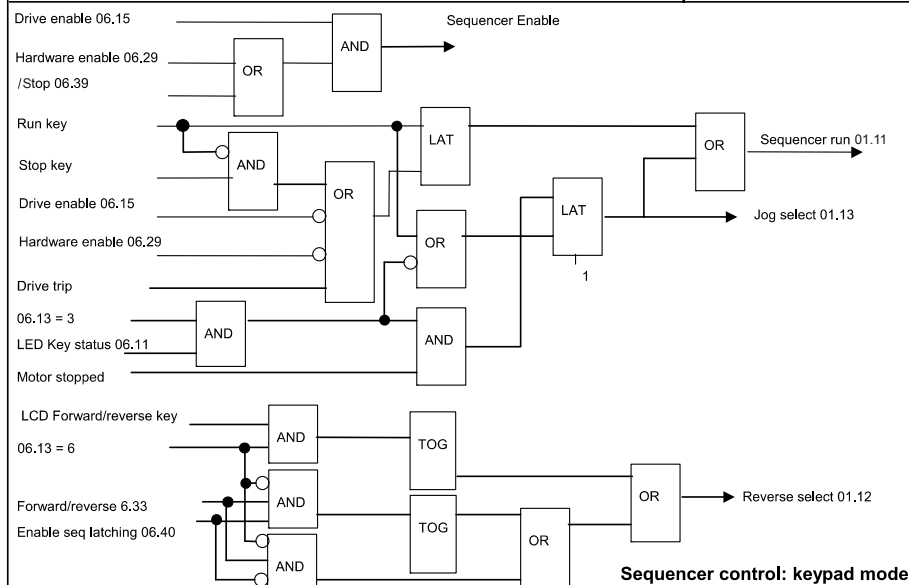 Drive enable 06.15
Sequencer Enable
AND
Hardware enable 06.29
OR
/Stop 06.39
Run key
LAT
OR
Sequencer run 01.11
AND
Stop key
OR
LAT
Drive enable 06.15
Jog select 01.13
OR
Hardware enable 06.29
1
Drive trip
06.13 = 3
AND
AND
LED Key status 06.11
Motor stopped
LCD Forward/reverse key
AND
TOG
06.13 = 6
OR
Reverse select 01.12
AND
Forward/reverse 6.33
TOG
Enable seq latching 06.40
OR
AND
Sequencer control: keypad mode